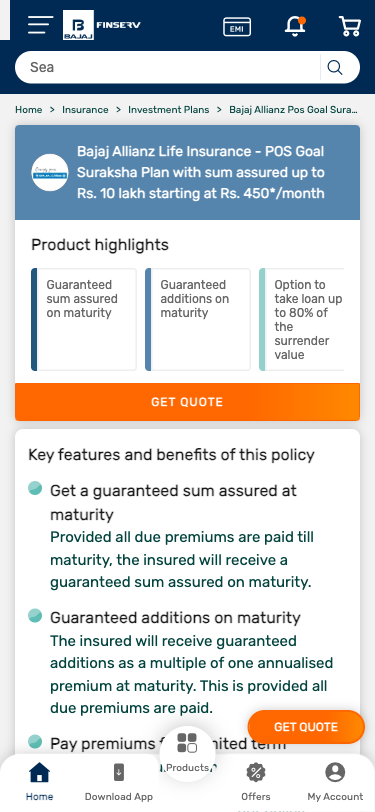 BAJAJ FINSERV
EMI
Sea
Home > Insurance > Investment Plans > Bajaj Allianz Pos Goal Sura...
Bajaj Allianz Life Insurance - POS Goal
Suraksha Plan with sum assured up to
Rs. 10 lakh starting at Rs. 450*/month
Product highlights
Guaranteed
sum assured
on maturity
Guaranteed
additions on
maturity
Option to
take loan up
to 80% of
the
surrender
value
GET QUOTE
Key features and benefits of this policy
Get a guaranteed sum assured at
maturity
Provided all due premiums are paid till
maturity, the insured will receive a
guaranteed sum assured on maturity.
Guaranteed additions on maturity
The insured will receive guaranteed
additions as a multiple of one annualised
premium at maturity. This is provided all
due premiums are paid.
GET QUOTE
Pay premiums term
Products
Home
Download App
Offers
My Account